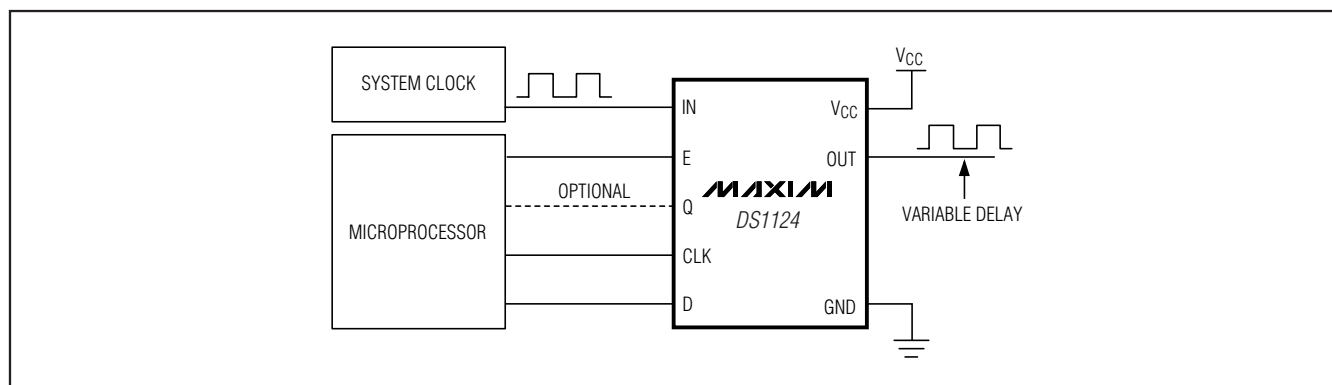 SYSTEM CLOCK
MICROPROCESSOR
OPTIONAL
IN
E
Q
CLK
D
MAXIM
DS1124
VCC
OUT
GND
VCC
VARIABLE DELAY